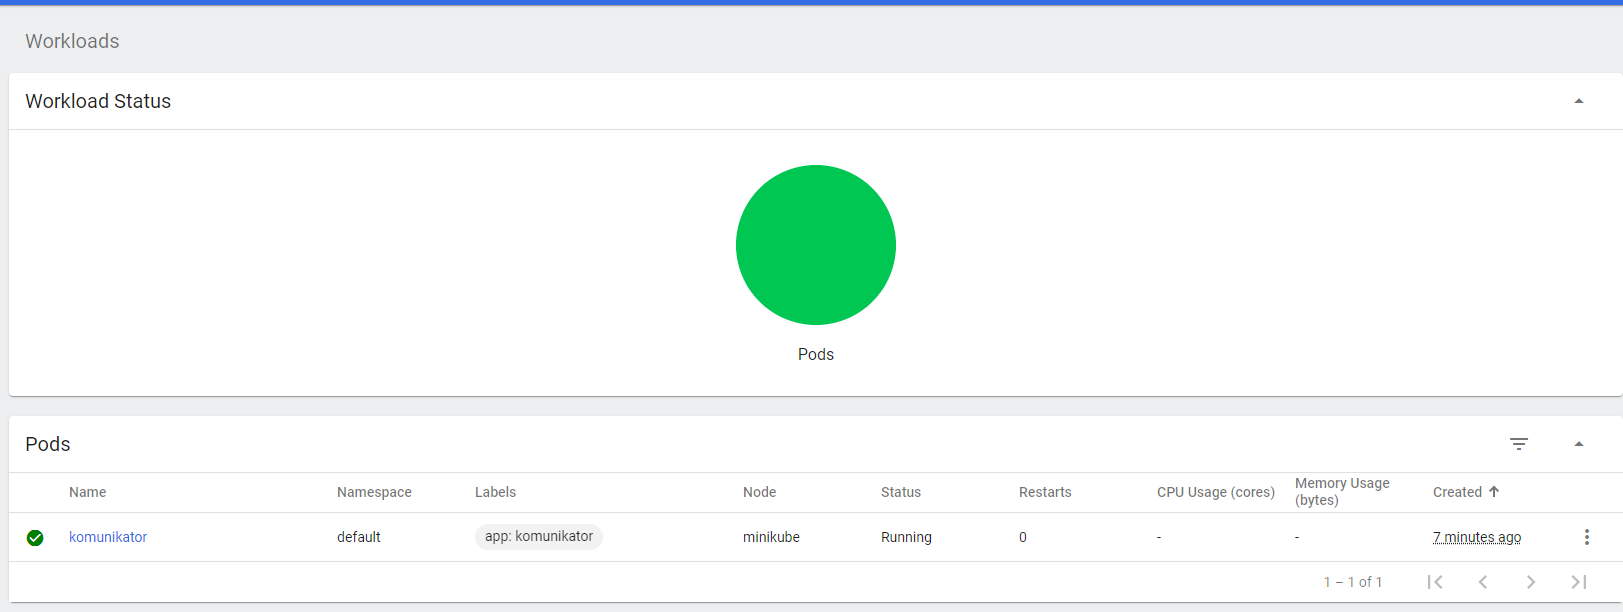 Workloads
Workload Status
Pods
Pods
Name Namespace Labels Node Status Restarts CPU Usage (cores) Memory Usage (bytes) Created
komunikator default app: komunikator minikube Running 0 - - 7 minutes ago
1 – 1 of 1